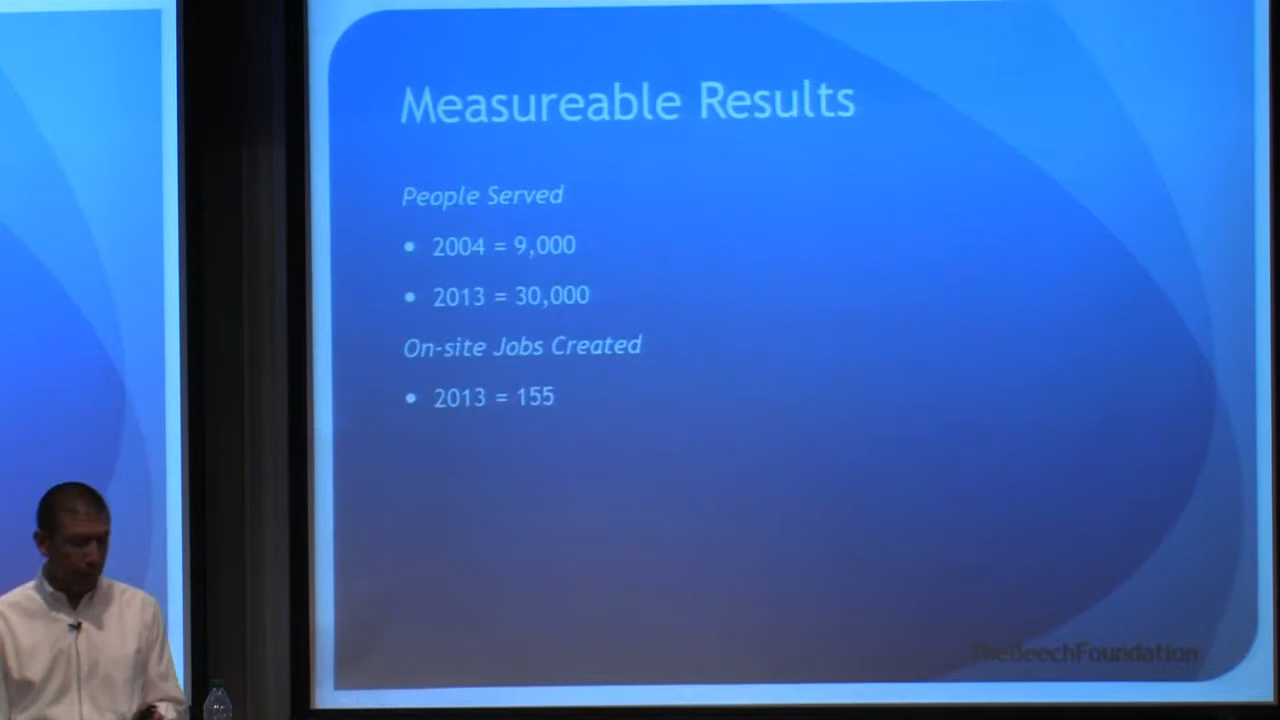 Measureable Results
People Served
• 2004 = 9,000
• 2013 = 30,000
On-site Jobs Created
• 2013 = 155
TheBeechFoundation